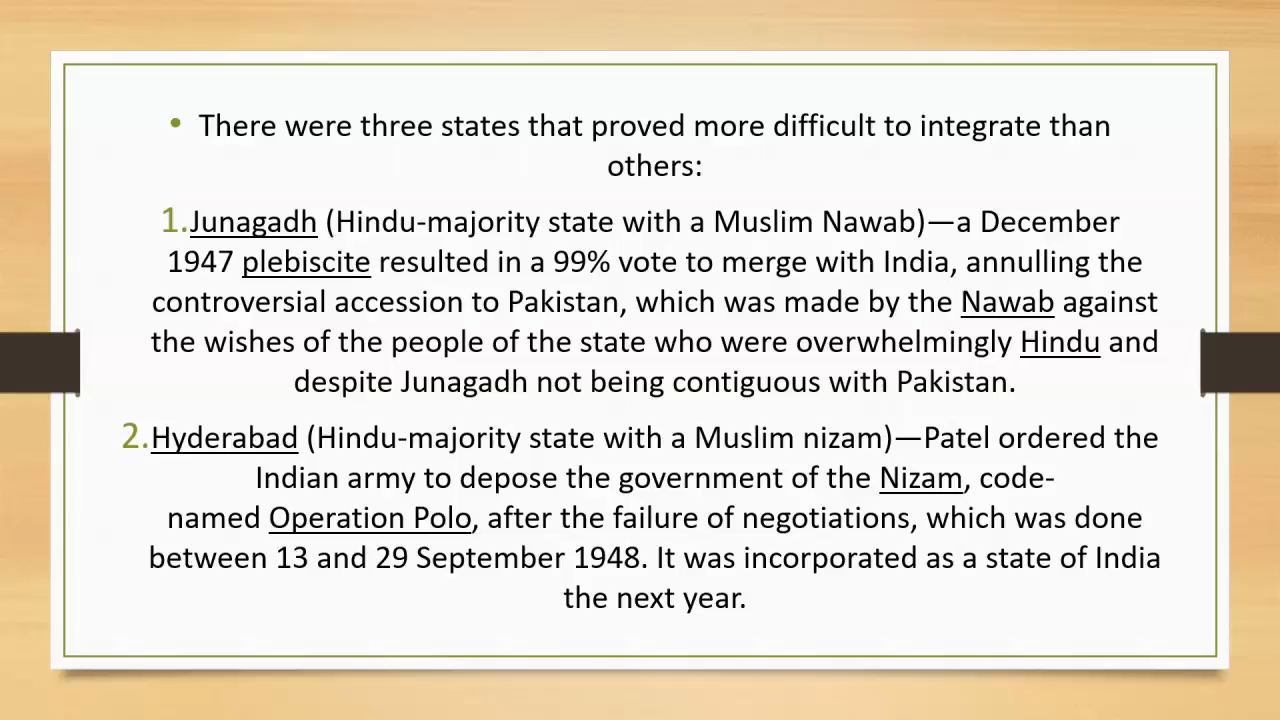 • There were three states that proved more difficult to integrate than
others:
1.Junagadh (Hindu-majority state with a Muslim Nawab)—a December
1947 plebiscite resulted in a 99% vote to merge with India, annulling the
controversial accession to Pakistan, which was made by the Nawab against
the wishes of the people of the state who were overwhelmingly Hindu and
despite Junagadh not being contiguous with Pakistan.
2.Hyderabad (Hindu-majority state with a Muslim nizam)—Patel ordered the
Indian army to depose the government of the Nizam, code-
named Operation Polo, after the failure of negotiations, which was done
between 13 and 29 September 1948. It was incorporated as a state of India
the next year.